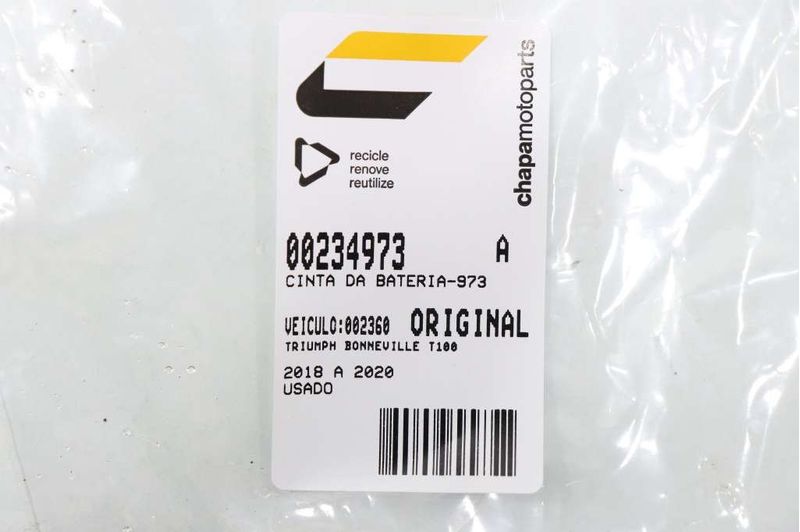 chapamotoparts
recicle
renove
reutilize
00234973 A
CINTA DA BATERIA-973
VEICULO:002360 ORIGINAL
TRIUMPH BONNEVILLE T100
2018 A 2020
USADO